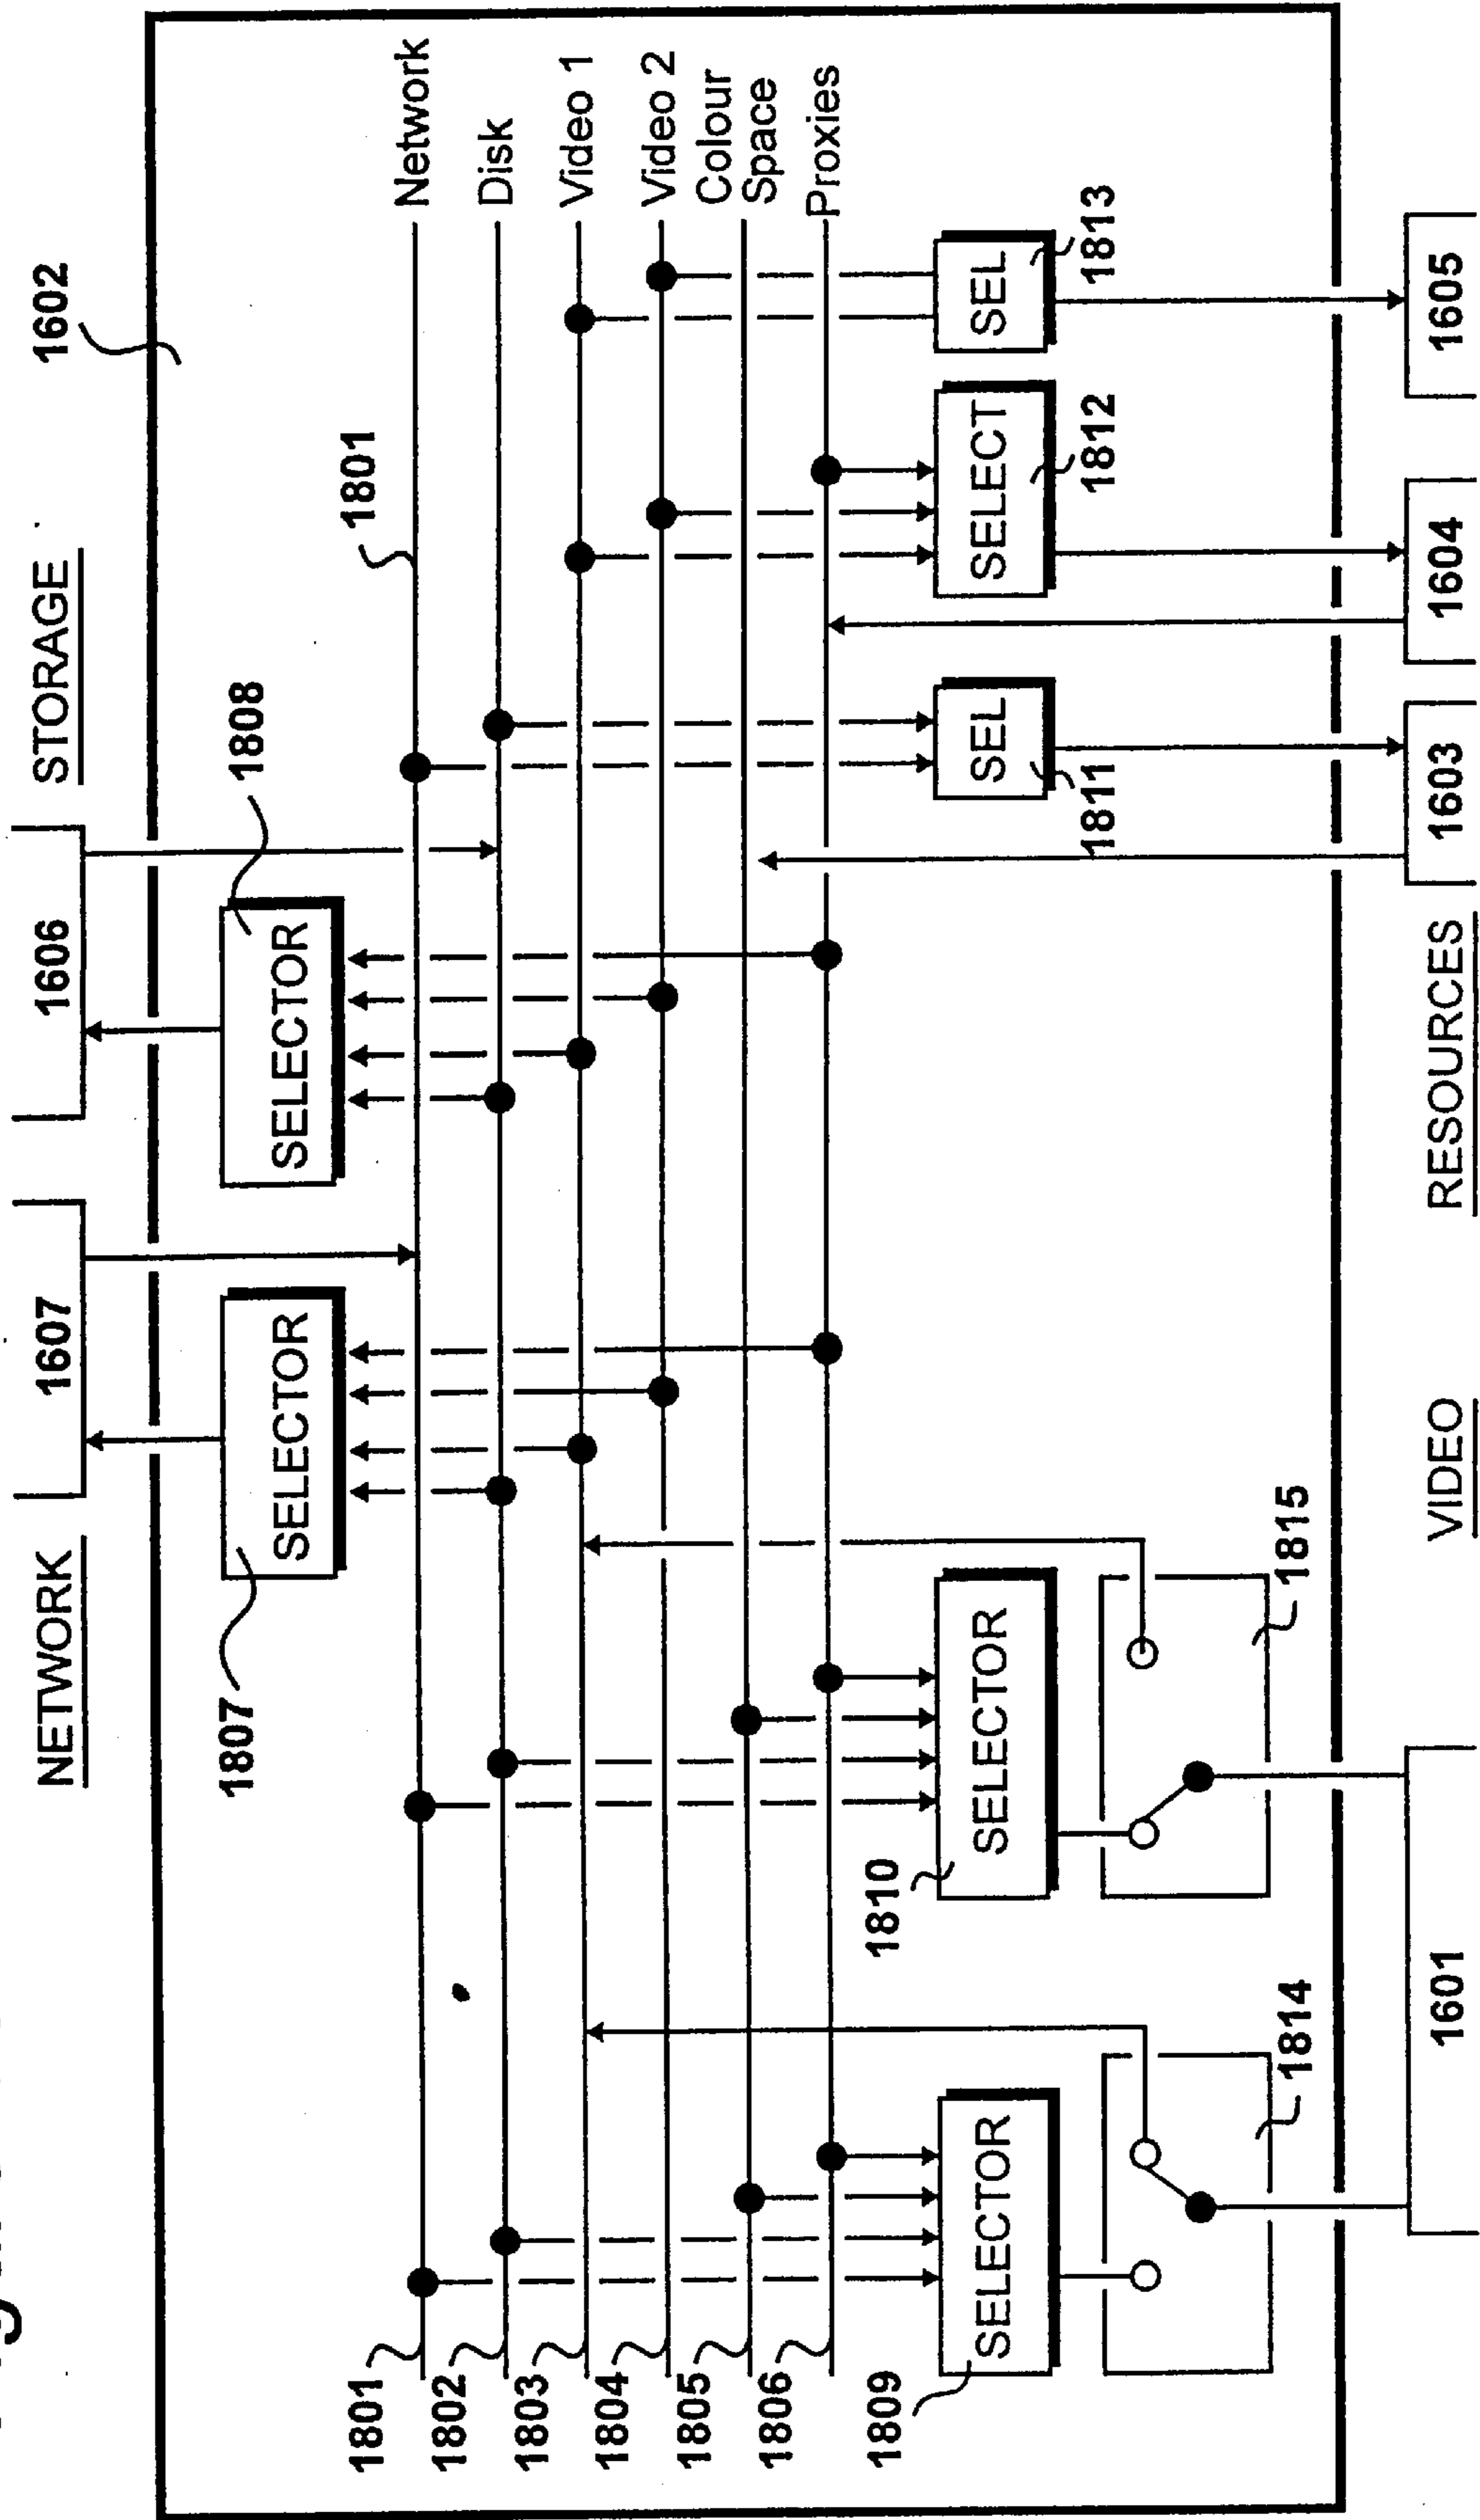 NETWORK
1607
1606
STORAGE
1602
1807
SELECTOR
1808
SELECTOR
1801
1801
Network
1802
Disk
1803
Video 1
1804
Video 2
1805
Colour
Space
1806
Proxies
1809
SELECTOR
1810
SELECTOR
SEL
1811
SELECT
1812
SEL
1813
1814
1815
1601
1603
1604
1605
VIDEO
RESOURCES